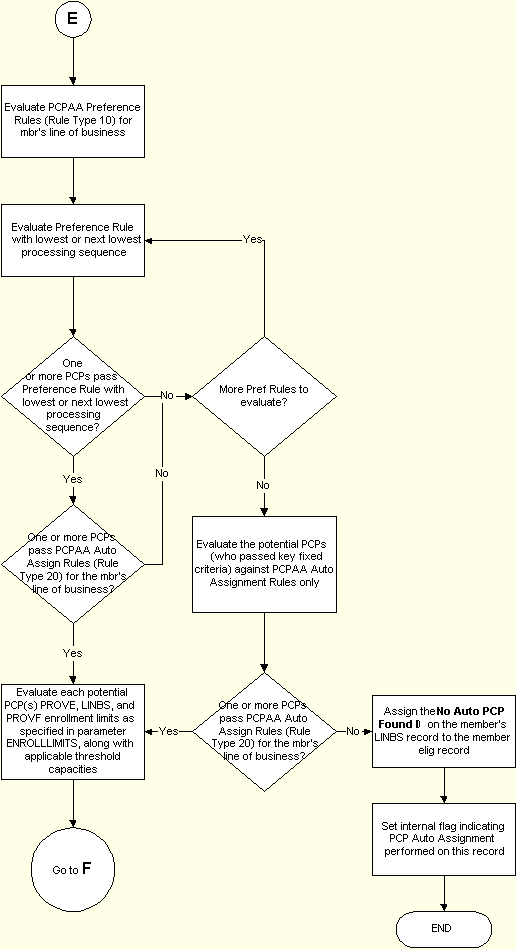 E
Evaluate PCPAA Preference
Rules (Rule Type 10) for
mbr's line of business
Evaluate Preference Rule
with lowest or next lowest
processing sequence
Yes
One
or more PCPs pass
Preference Rule with
lowest or next lowest
processing
sequence?
No
More Pref Rules to
evaluate?
Yes
No
No
One or more PCPs
pass PCPAA Auto
Assign Rules (Rule
Type 20) for the mbr's
line of business?
Evaluate the potential PCPs
(who passed key fixed
criteria) against PCPAA Auto
Assignment Rules only
Yes
Evaluate each potential
PCP(s) PROVE, LINBS, and
PROVF enrollment limits as
specified in parameter
ENROLLLIMITS, along with
applicable threshold
capacities
Yes
One or more PCPs
pass PCPAA Auto
Assign Rules (Rule
Type 20) for the mbr's
line of business?
No
Assign the No Auto PCP
Found on the member's
LINBS record to the member
elig record
Set internal flag indicating
PCP Auto Assignment
performed on this record
Go to F
END